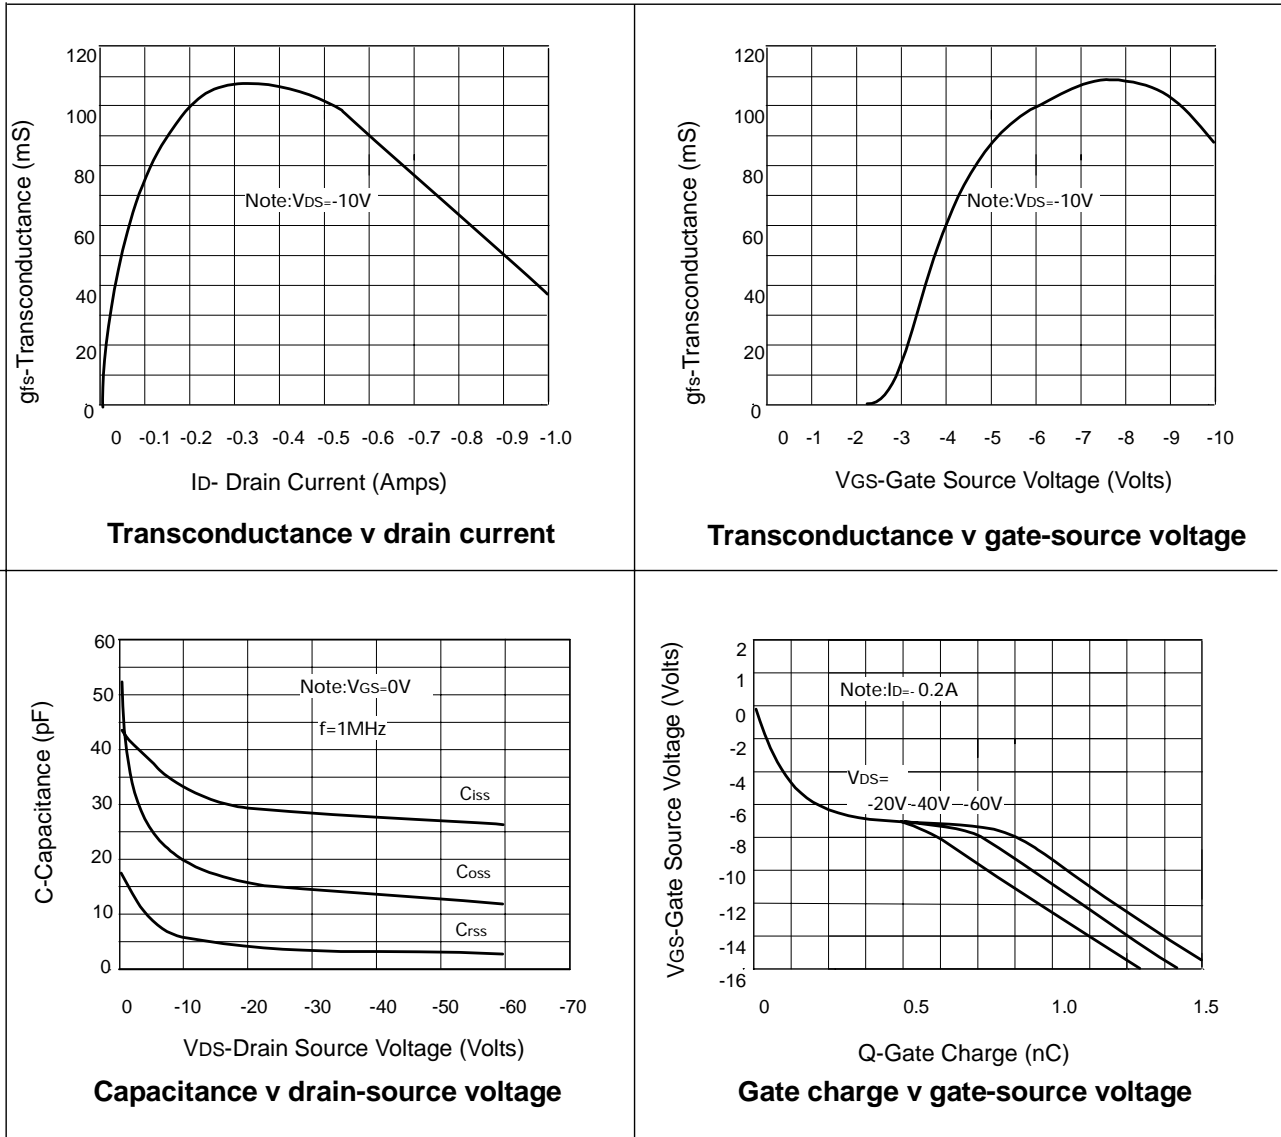 120
100
80
60
40
20
0
gfs-Transconductance (mS)
Note:VDS=-10V
0 -0.1 -0.2 -0.3 -0.4 -0.5 -0.6 -0.7 -0.8 -0.9 -1.0
ID- Drain Current (Amps)
Transconductance v drain current
120
100
80
60
40
20
0
gfs-Transconductance (mS)
Note:VDS=-10V
0 -1 -2 -3 -4 -5 -6 -7 -8 -9 -10
VGS-Gate Source Voltage (Volts)
Transconductance v gate-source voltage
60
50
40
30
20
10
0
C-Capacitance (pF)
Note:VGS=0V
f=1MHz
Ciss
Coss
Crss
0 -10 -20 -30 -40 -50 -60 -70
VDS-Drain Source Voltage (Volts)
Capacitance v drain-source voltage
2
1
0
-2
-4
-6
-8
-10
-12
-14
-16
VGS-Gate Source Voltage (Volts)
Note:ID=- 0.2A
VDS=
-20V -40V -60V
0 0.5 1.0 1.5
Q-Gate Charge (nC)
Gate charge v gate-source voltage